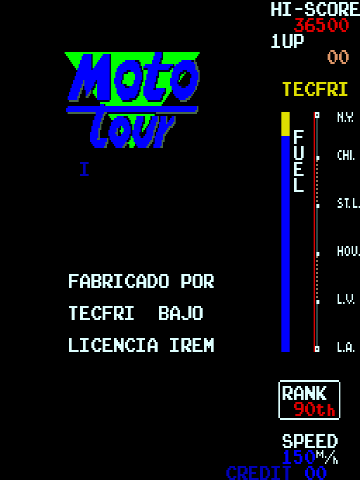 HI-SCORE
36500
1UP
00
Moto
Tour
TECFRI
I
FUEL
N.Y.
CHI.
ST.L.
HOU.
L.V.
L.A.
FABRICADO POR
TECFRI BAJO
LICENCIA IREM
RANK
90th
SPEED
150M/h
CREDIT 00